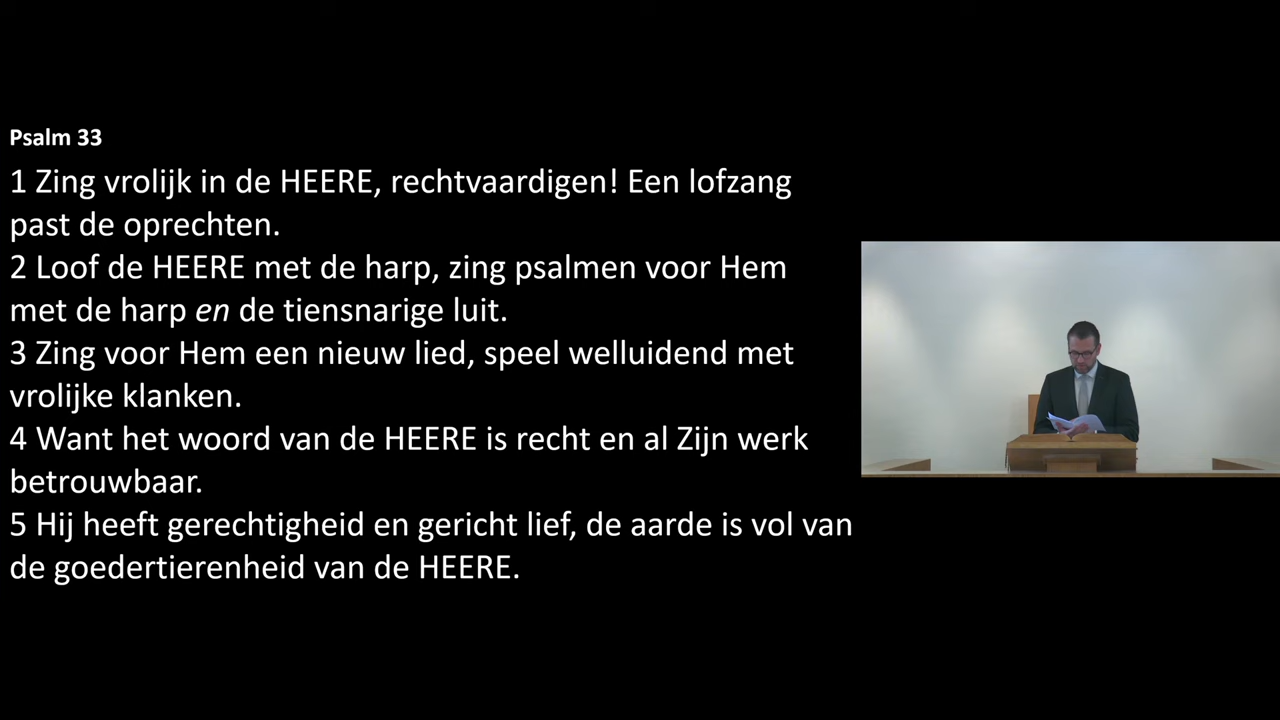 Psalm 33
1 Zing vrolijk in de HEERE, rechtvaardigen! Een lofzang
past de oprechten.
2 Loof de HEERE met de harp, zing psalmen voor Hem
met de harp en de tiensnarige luit.
3 Zing voor Hem een nieuw lied, speel welluidend met
vrolijke klanken.
4 Want het woord van de HEERE is recht en al Zijn werk
betrouwbaar.
5 Hij heeft gerechtigheid en gericht lief, de aarde is vol van
de goedertierenheid van de HEERE.